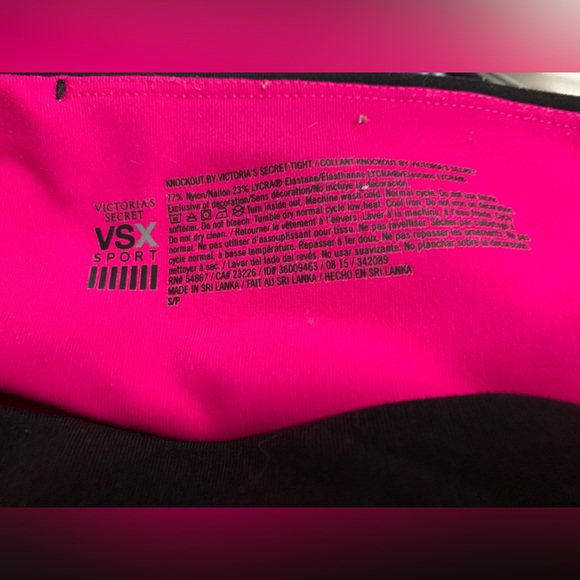 VICTORIA'S
SECRET
VSX
SPORT
KNOCKOUT BY VICTORIA'S SECRET TIGHT / COLLANT KNOCKOUT BY VICTORIA'S SECRET
77% Nylon/Nailon 23% LYCRA® Elastane/Elasthanne LYCRA®/Elastano LYCRA®
Exclusive of decoration/Sans décoration/No incluye la decoración
Turn inside out. Machine wash cold. Normal cycle. Do not use fabric
softener. Do not bleach. Tumble dry normal cycle low heat. Cool iron. Do not iron on decoration.
Do not dry clean. / Retourner le vêtement à l'envers. Laver à la machine, à l'eau froide. Cycle
normal. Ne pas utiliser d'assouplissant pour tissu. Ne pas javelliser. Sécher par culbutage à
cycle normal, à basse température. Repasser à fer doux. Ne pas repasser les ornements. Ne pas
nettoyer à sec. / Lavar del lado del revés. No usar suavizante. No planchar sobre la decoración.
RN# 54867 / CA# 23226 / ID# 36009463 / 08 15 / 342089
MADE IN SRI LANKA / FAIT AU SRI LANKA / HECHO EN SRI LANKA
S/P